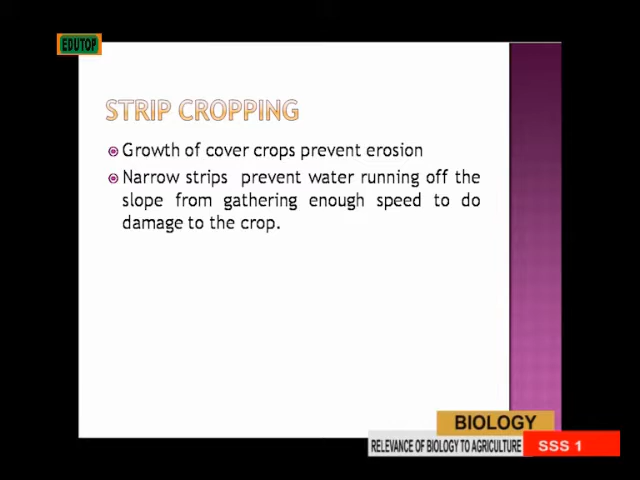 EDUTOP
STRIP CROPPING
Growth of cover crops prevent erosion
Narrow strips prevent water running off the
slope from gathering enough speed to do
damage to the crop.
BIOLOGY
RELEVANCE OF BIOLOGY TO AGRICULTURE
SSS 1